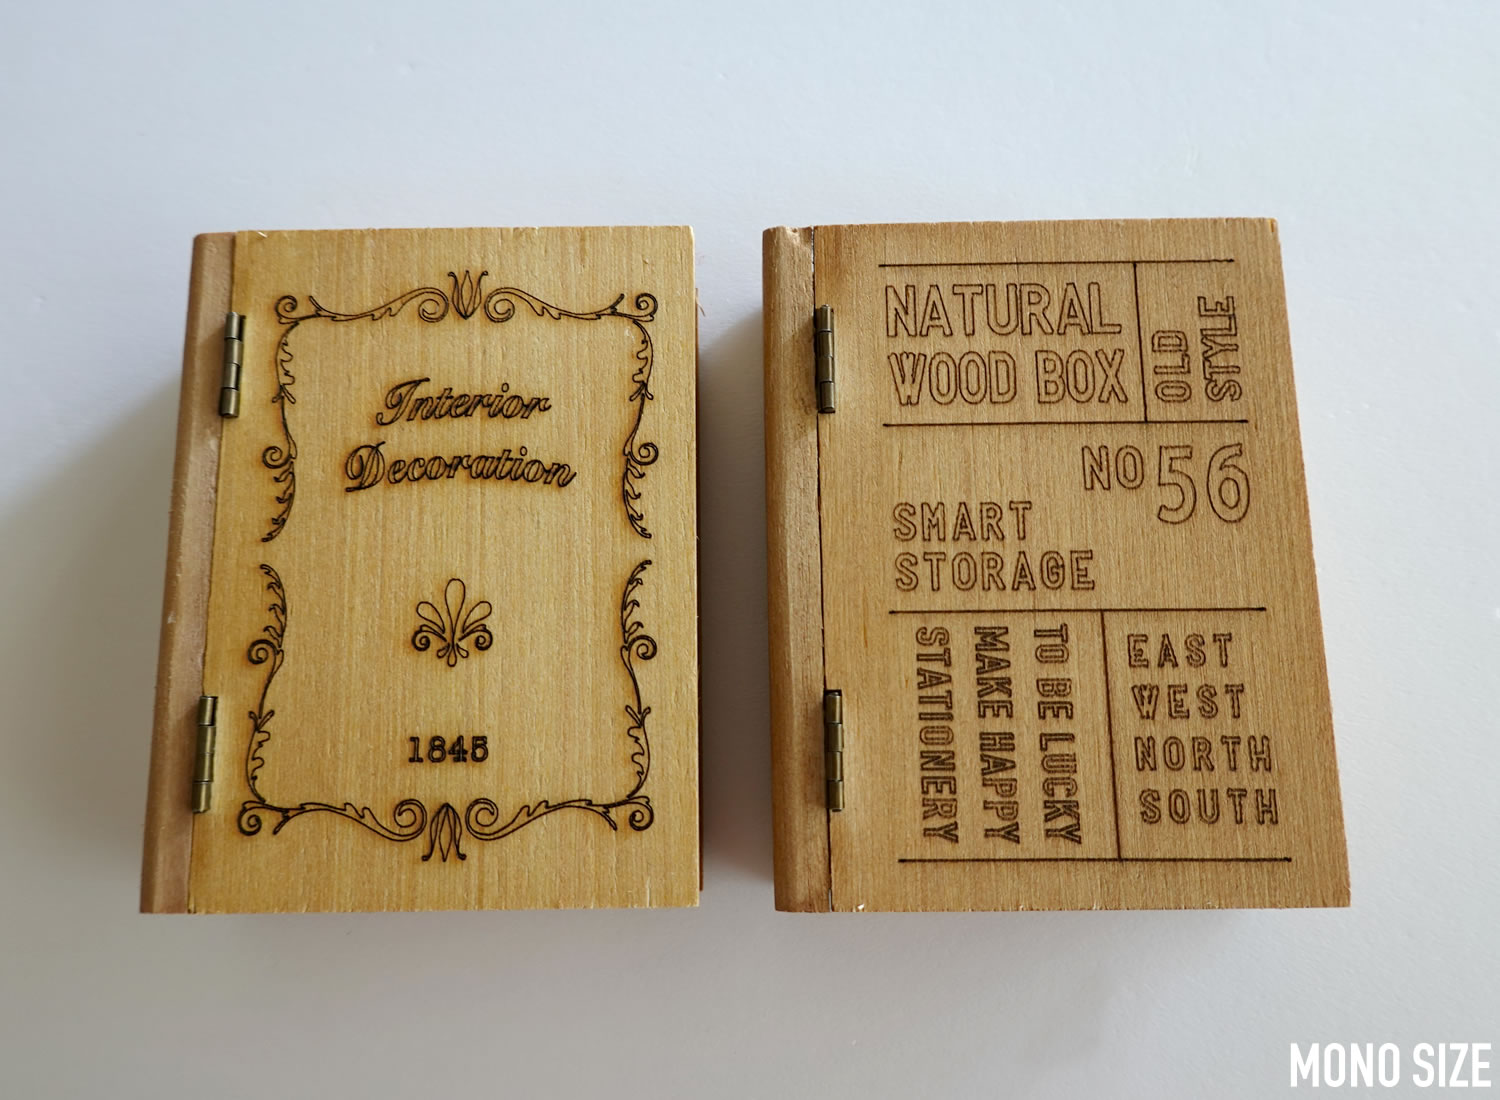 Interior
Decoration
1845
NATURAL
WOOD BOX
OLD
STYLE
NO 56
SMART
STORAGE
TO BE LUCKY
MAKE HAPPY
STATIONERY
EAST
WEST
NORTH
SOUTH
MONO SIZE